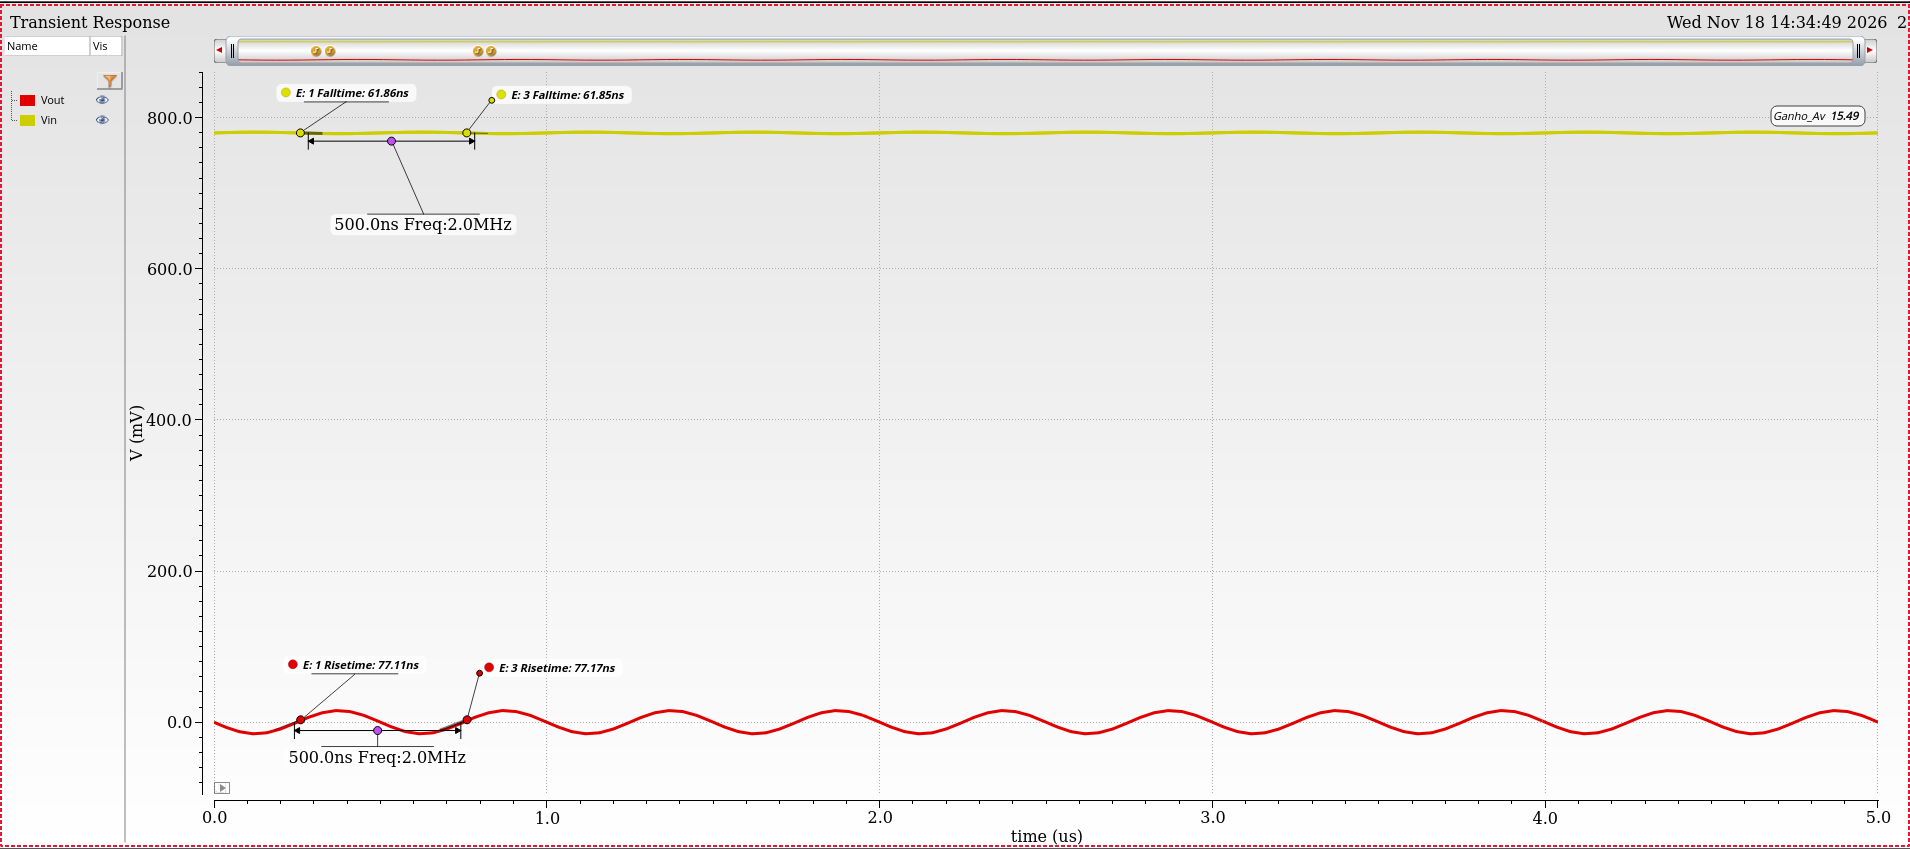 Transient Response
Wed Nov 18 14:34:49 2026 2
Name Vis
Vout
Vin
E: 1 Falltime: 61.86ns
E: 3 Falltime: 61.85ns
Ganho_Av 15.49
500.0ns Freq:2.0MHz
800.0
600.0
400.0
200.0
0.0
V (mV)
E: 1 Risetime: 77.11ns
E: 3 Risetime: 77.17ns
500.0ns Freq:2.0MHz
0.0 1.0 2.0 3.0 4.0 5.0
time (us)